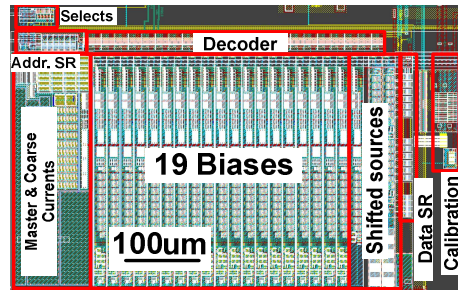 Selects
Decoder
Addr. SR
Master & Coarse
Currents
19 Biases
100um
Shifted sources
Data SR
Calibration